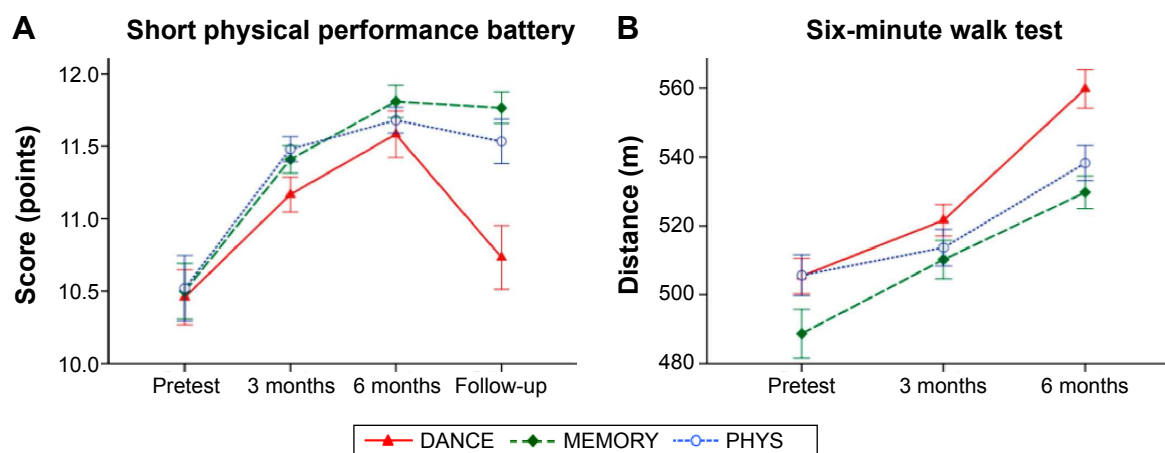 A Short physical performance battery
Score (points)
12.0
11.5
11.0
10.5
10.0
Pretest 3 months 6 months Follow-up
B Six-minute walk test
Distance (m)
560
540
520
500
480
Pretest 3 months 6 months
DANCE MEMORY PHYS